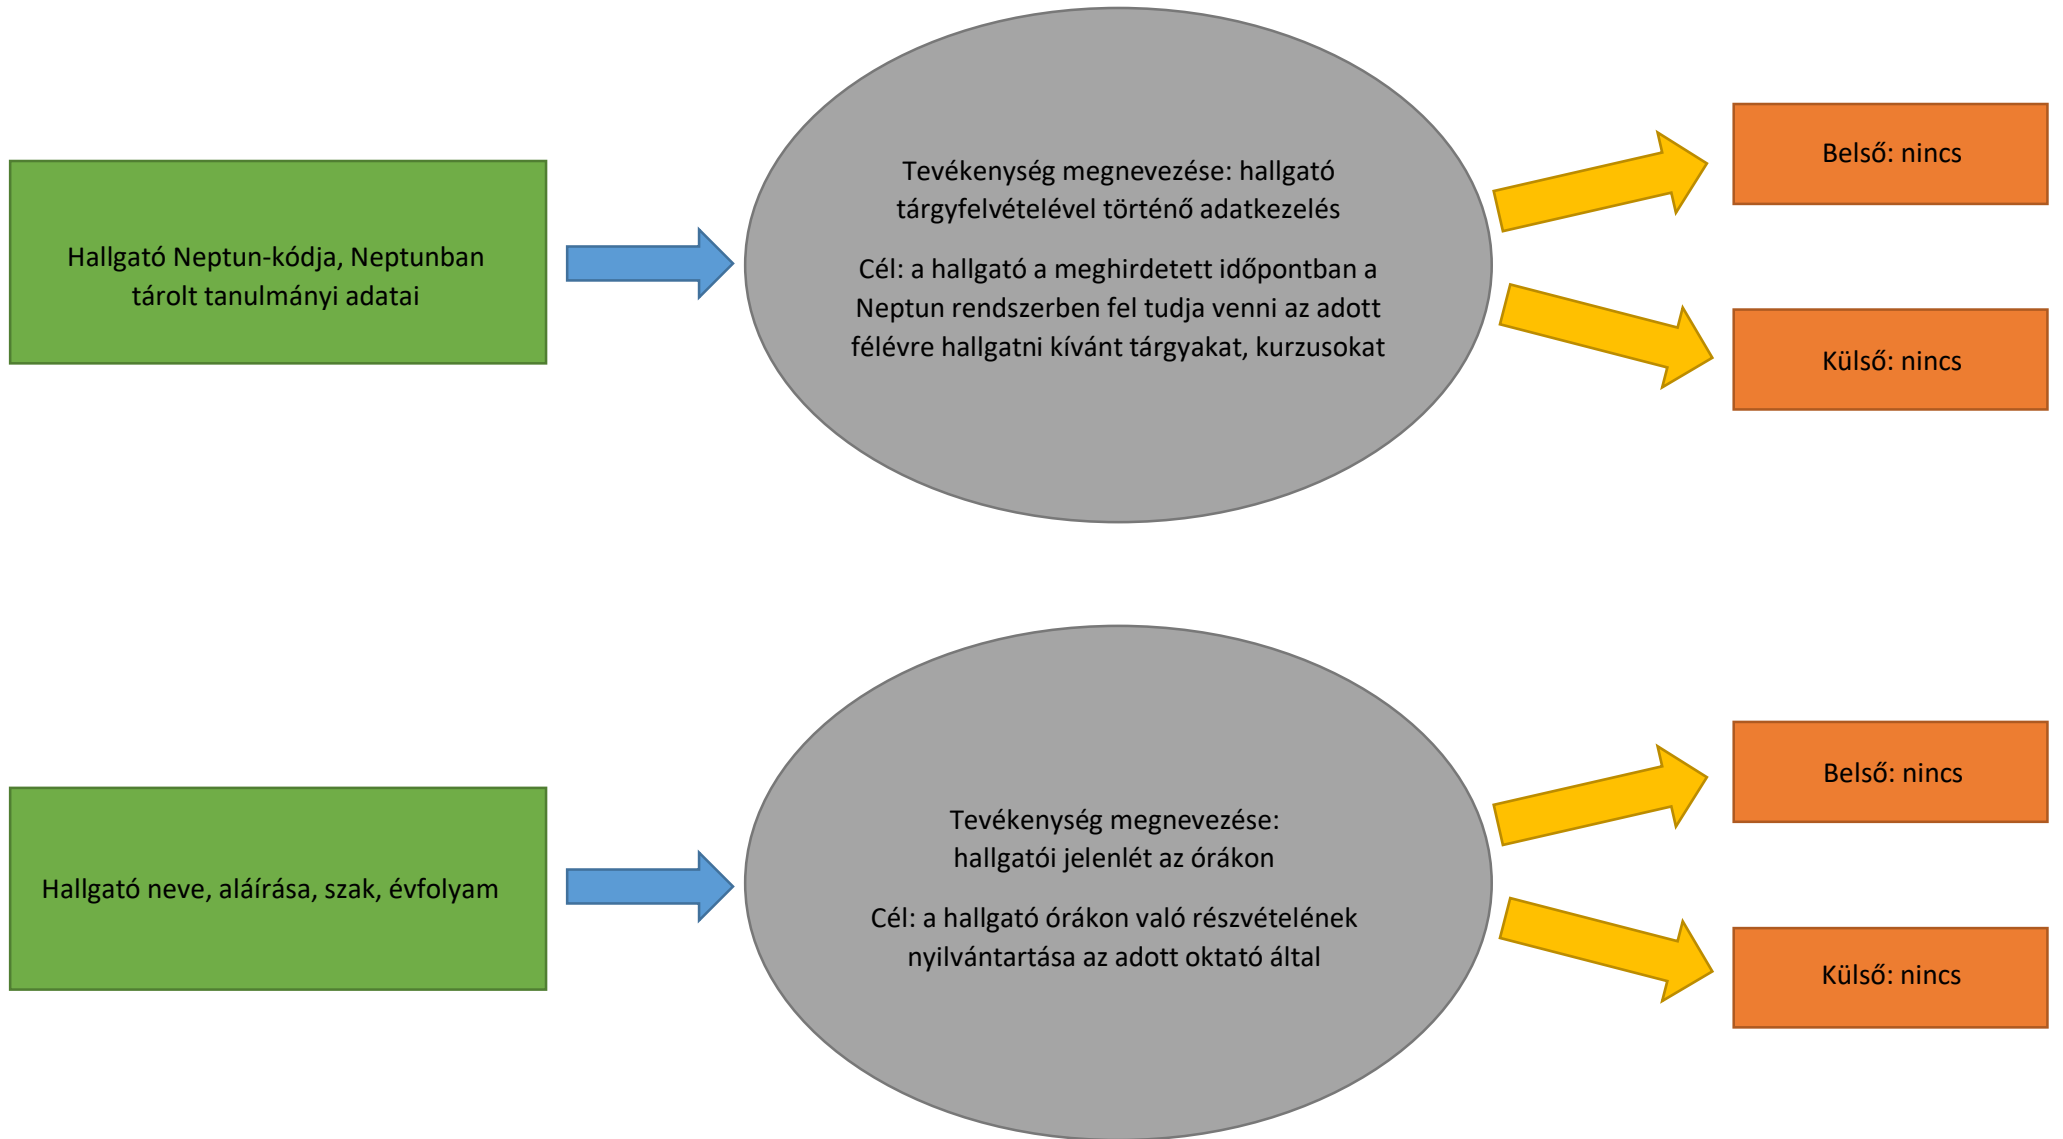 Hallgató Neptun-kódja, Neptunban
tárolt tanulmányi adatai
Tevékenység megnevezése: hallgató
tárgyfelvételével történő adatkezelés
Cél: a hallgató a meghirdetett időpontban a
Neptun rendszerben fel tudja venni az adott
félévre hallgatni kívánt tárgyakat, kurzusokat
Belső: nincs
Külső: nincs
Hallgató neve, aláírása, szak, évfolyam
Tevékenység megnevezése:
hallgatói jelenlét az órákon
Cél: a hallgató órákon való részvételének
nyilvántartása az adott oktató által
Belső: nincs
Külső: nincs